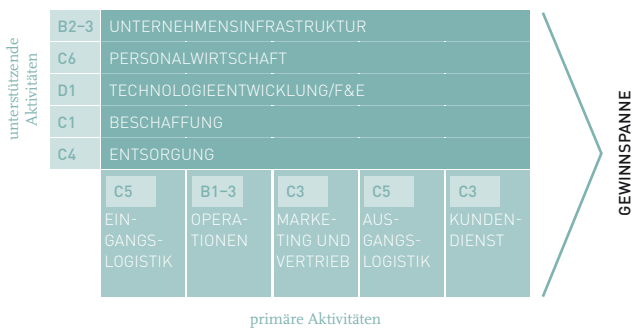 unterstützende
Aktivitäten
B2–3 UNTERNEHMENSINFRASTRUKTUR
C6 PERSONALWIRTSCHAFT
D1 TECHNOLOGIEENTWICKLUNG/F&E
C1 BESCHAFFUNG
C4 ENTSORGUNG
C5
EIN-
GANGS-
LOGISTIK
B1–3
OPERA-
TIONEN
C3
MARKE-
TING UND
VERTRIEB
C5
AUS-
GANGS-
LOGISTIK
C3
KUNDEN-
DIENST
primäre Aktivitäten
GEWINNSPANNE